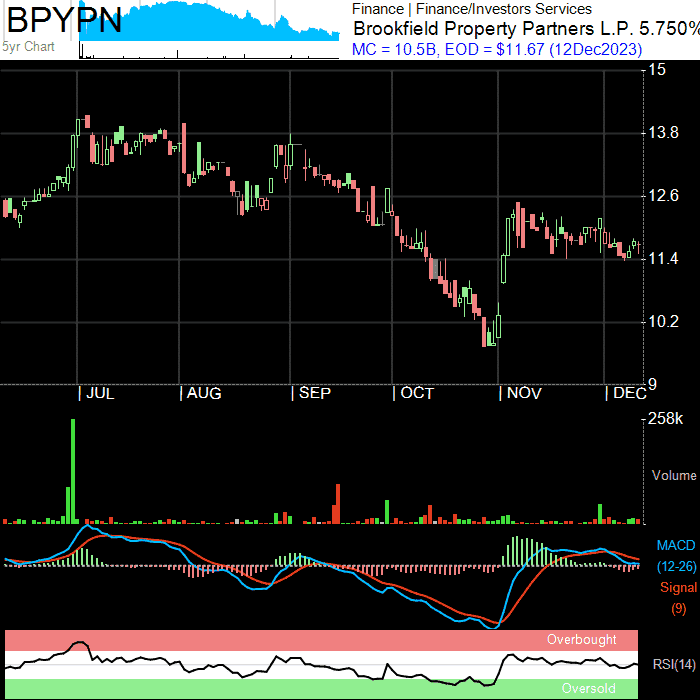 BPYPN
5yr Chart
Finance | Finance/Investors Services
Brookfield Property Partners L.P. 5.750%
MC = 10.5B, EOD = $11.67 (12Dec2023)
15
13.8
12.6
11.4
10.2
9
| JUL | AUG | SEP | OCT | NOV | DEC
258k
Volume
MACD
(12-26)
Signal
(9)
Overbought
RSI(14)
Oversold